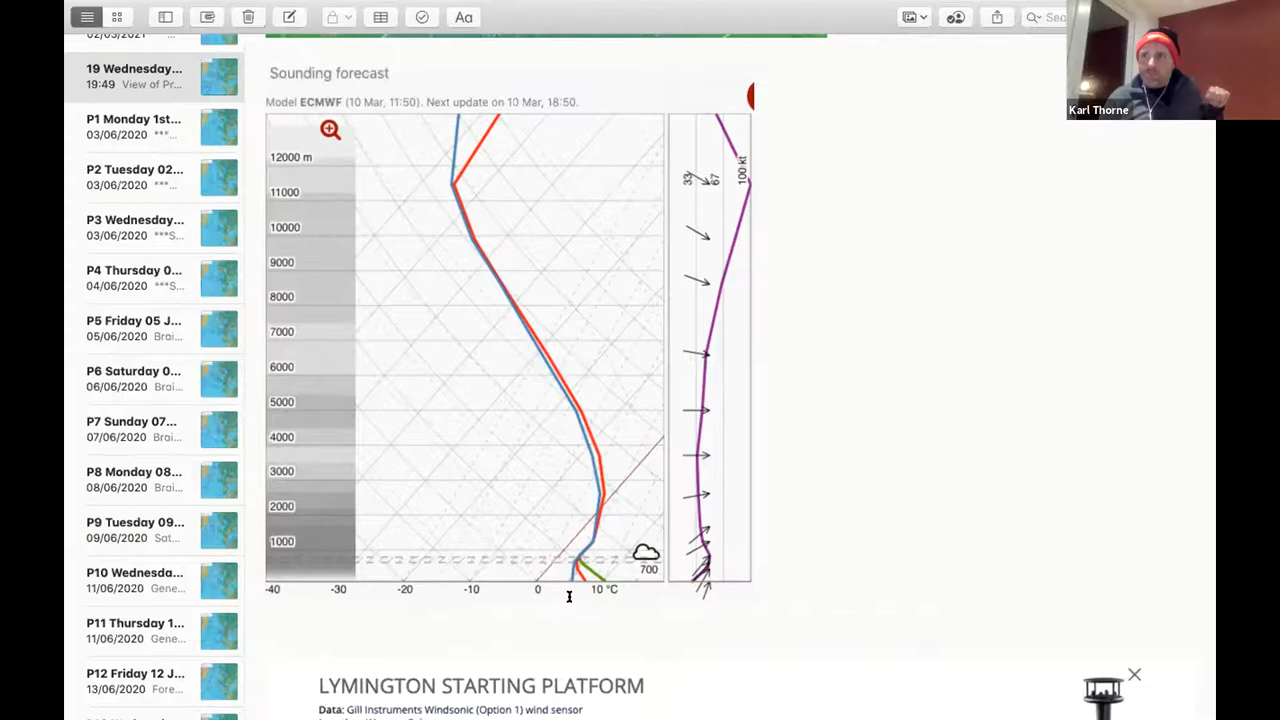 Aa
Sea
Karl Thorne
19 Wednesday...
19:49 View of Pr...
P1 Monday 1st...
03/06/2020 ***...
P2 Tuesday 02...
03/06/2020 ***...
P3 Wednesday...
03/06/2020 ***S...
P4 Thursday 0...
04/06/2020 ***S...
P5 Friday 05 J...
05/06/2020 Brai...
P6 Saturday 0...
06/06/2020 Brai...
P7 Sunday 07...
07/06/2020 Brai...
P8 Monday 08...
08/06/2020 Brai...
P9 Tuesday 09...
09/06/2020 Sat...
P10 Wednesda...
11/06/2020 Gene...
P11 Thursday 1...
11/06/2020 Gene...
P12 Friday 12 J...
13/06/2020 Fore...
Sounding forecast
Model ECMWF (10 Mar, 11:50). Next update on 10 Mar, 18:50.
12000 m
11000
10000
9000
8000
7000
6000
5000
4000
3000
2000
1000
700
-40 -30 -20 -10 0 10 °C
33
67
100 kt
LYMINGTON STARTING PLATFORM
Data: Gill Instruments Windsonic (Option 1) wind sensor